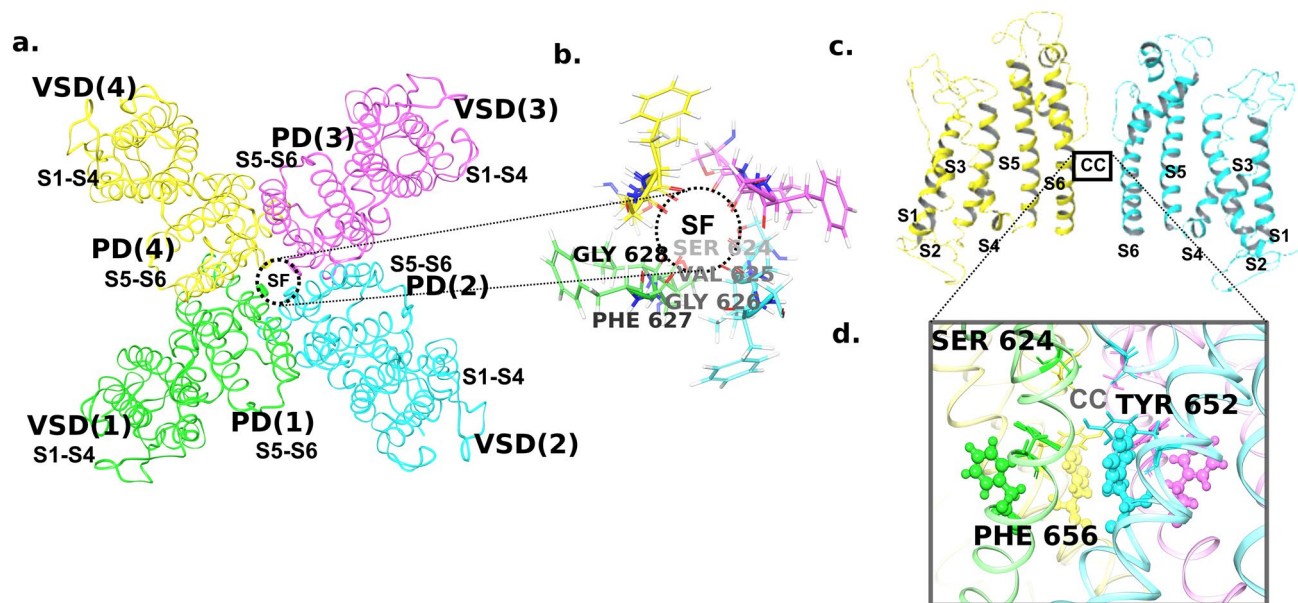 a.
VSD(4)
S1-S4
PD(4)
S5-S6
PD(3)
S5-S6
VSD(3)
S1-S4
SF
S5-S6
PD(2)
S1-S4
VSD(2)
VSD(1)
S1-S4
PD(1)
S5-S6
b.
SF
SER 624
GLY 628
VAL 625
GLY 626
PHE 627
c.
S3
S5
S6
CC
S5
S3
S1
S2
S4
S6
S4
S2
S1
d.
SER 624
CC
TYR 652
PHE 656